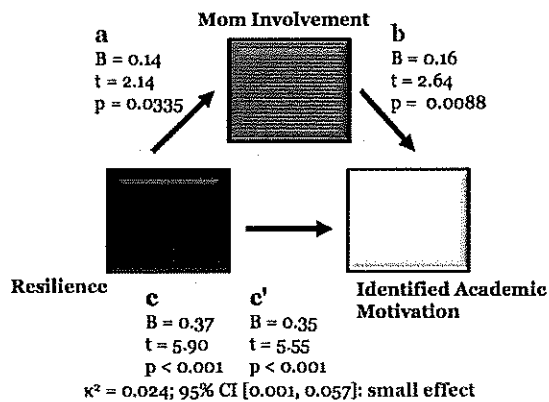 Mom Involvement
a
B = 0.14
t = 2.14
p = 0.0335
b
B = 0.16
t = 2.64
p = 0.0088
Resilience
Identified Academic
Motivation
c
B = 0.37
t = 5.90
p < 0.001
c'
B = 0.35
t = 5.55
p < 0.001
κ² = 0.024; 95% CI [0.001, 0.057]: small effect